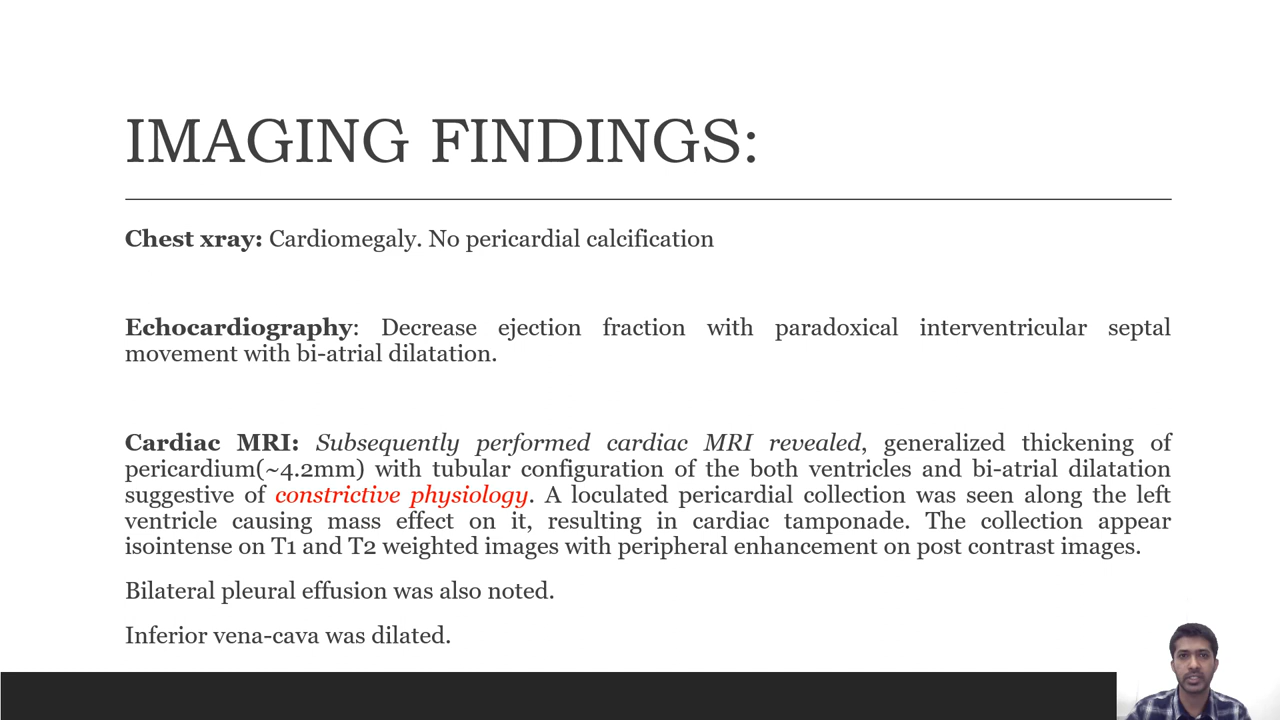 IMAGING FINDINGS:
Chest xray: Cardiomegaly. No pericardial calcification
Echocardiography: Decrease ejection fraction with paradoxical interventricular septal
movement with bi-atrial dilatation.
Cardiac MRI: Subsequently performed cardiac MRI revealed, generalized thickening of
pericardium(~4.2mm) with tubular configuration of the both ventricles and bi-atrial dilatation
suggestive of constrictive physiology. A loculated pericardial collection was seen along the left
ventricle causing mass effect on it, resulting in cardiac tamponade. The collection appear
isointense on T1 and T2 weighted images with peripheral enhancement on post contrast images.
Bilateral pleural effusion was also noted.
Inferior vena-cava was dilated.